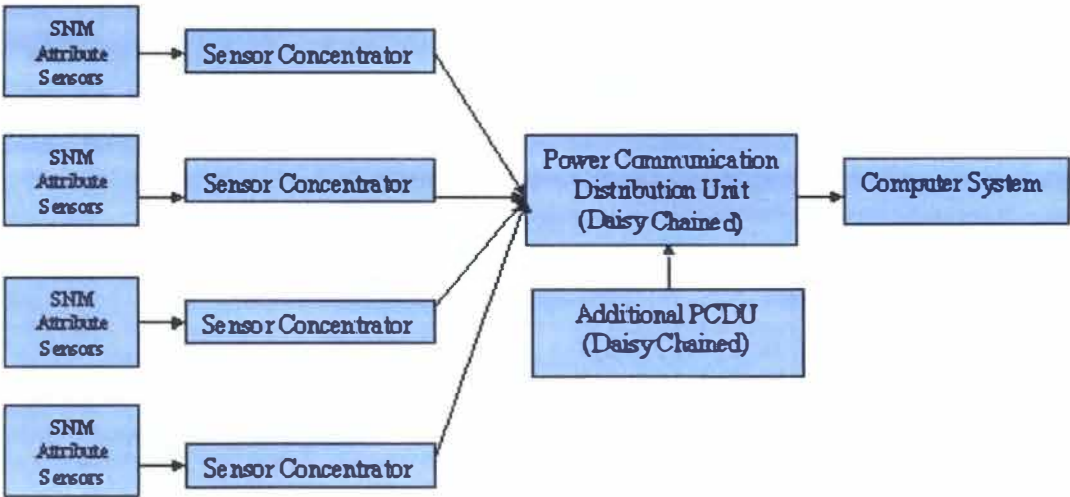 SNM
Attribute
Sensors
Sensor Concentrator
SNM
Attribute
Sensors
Sensor Concentrator
SNM
Attribute
Sensors
Sensor Concentrator
SNM
Attribute
Sensors
Sensor Concentrator
Power Communication
Distribution Unit
(Daisy Chained)
Additional PCDU
(Daisy Chained)
Computer System